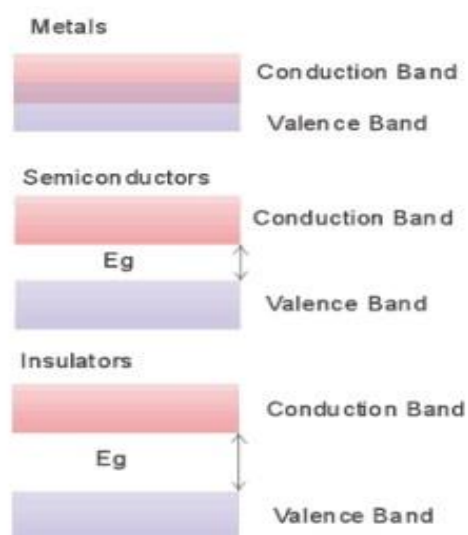 Metals
Conduction Band
Valence Band
Semiconductors
Conduction Band
Eg
Valence Band
Insulators
Conduction Band
Eg
Valence Band